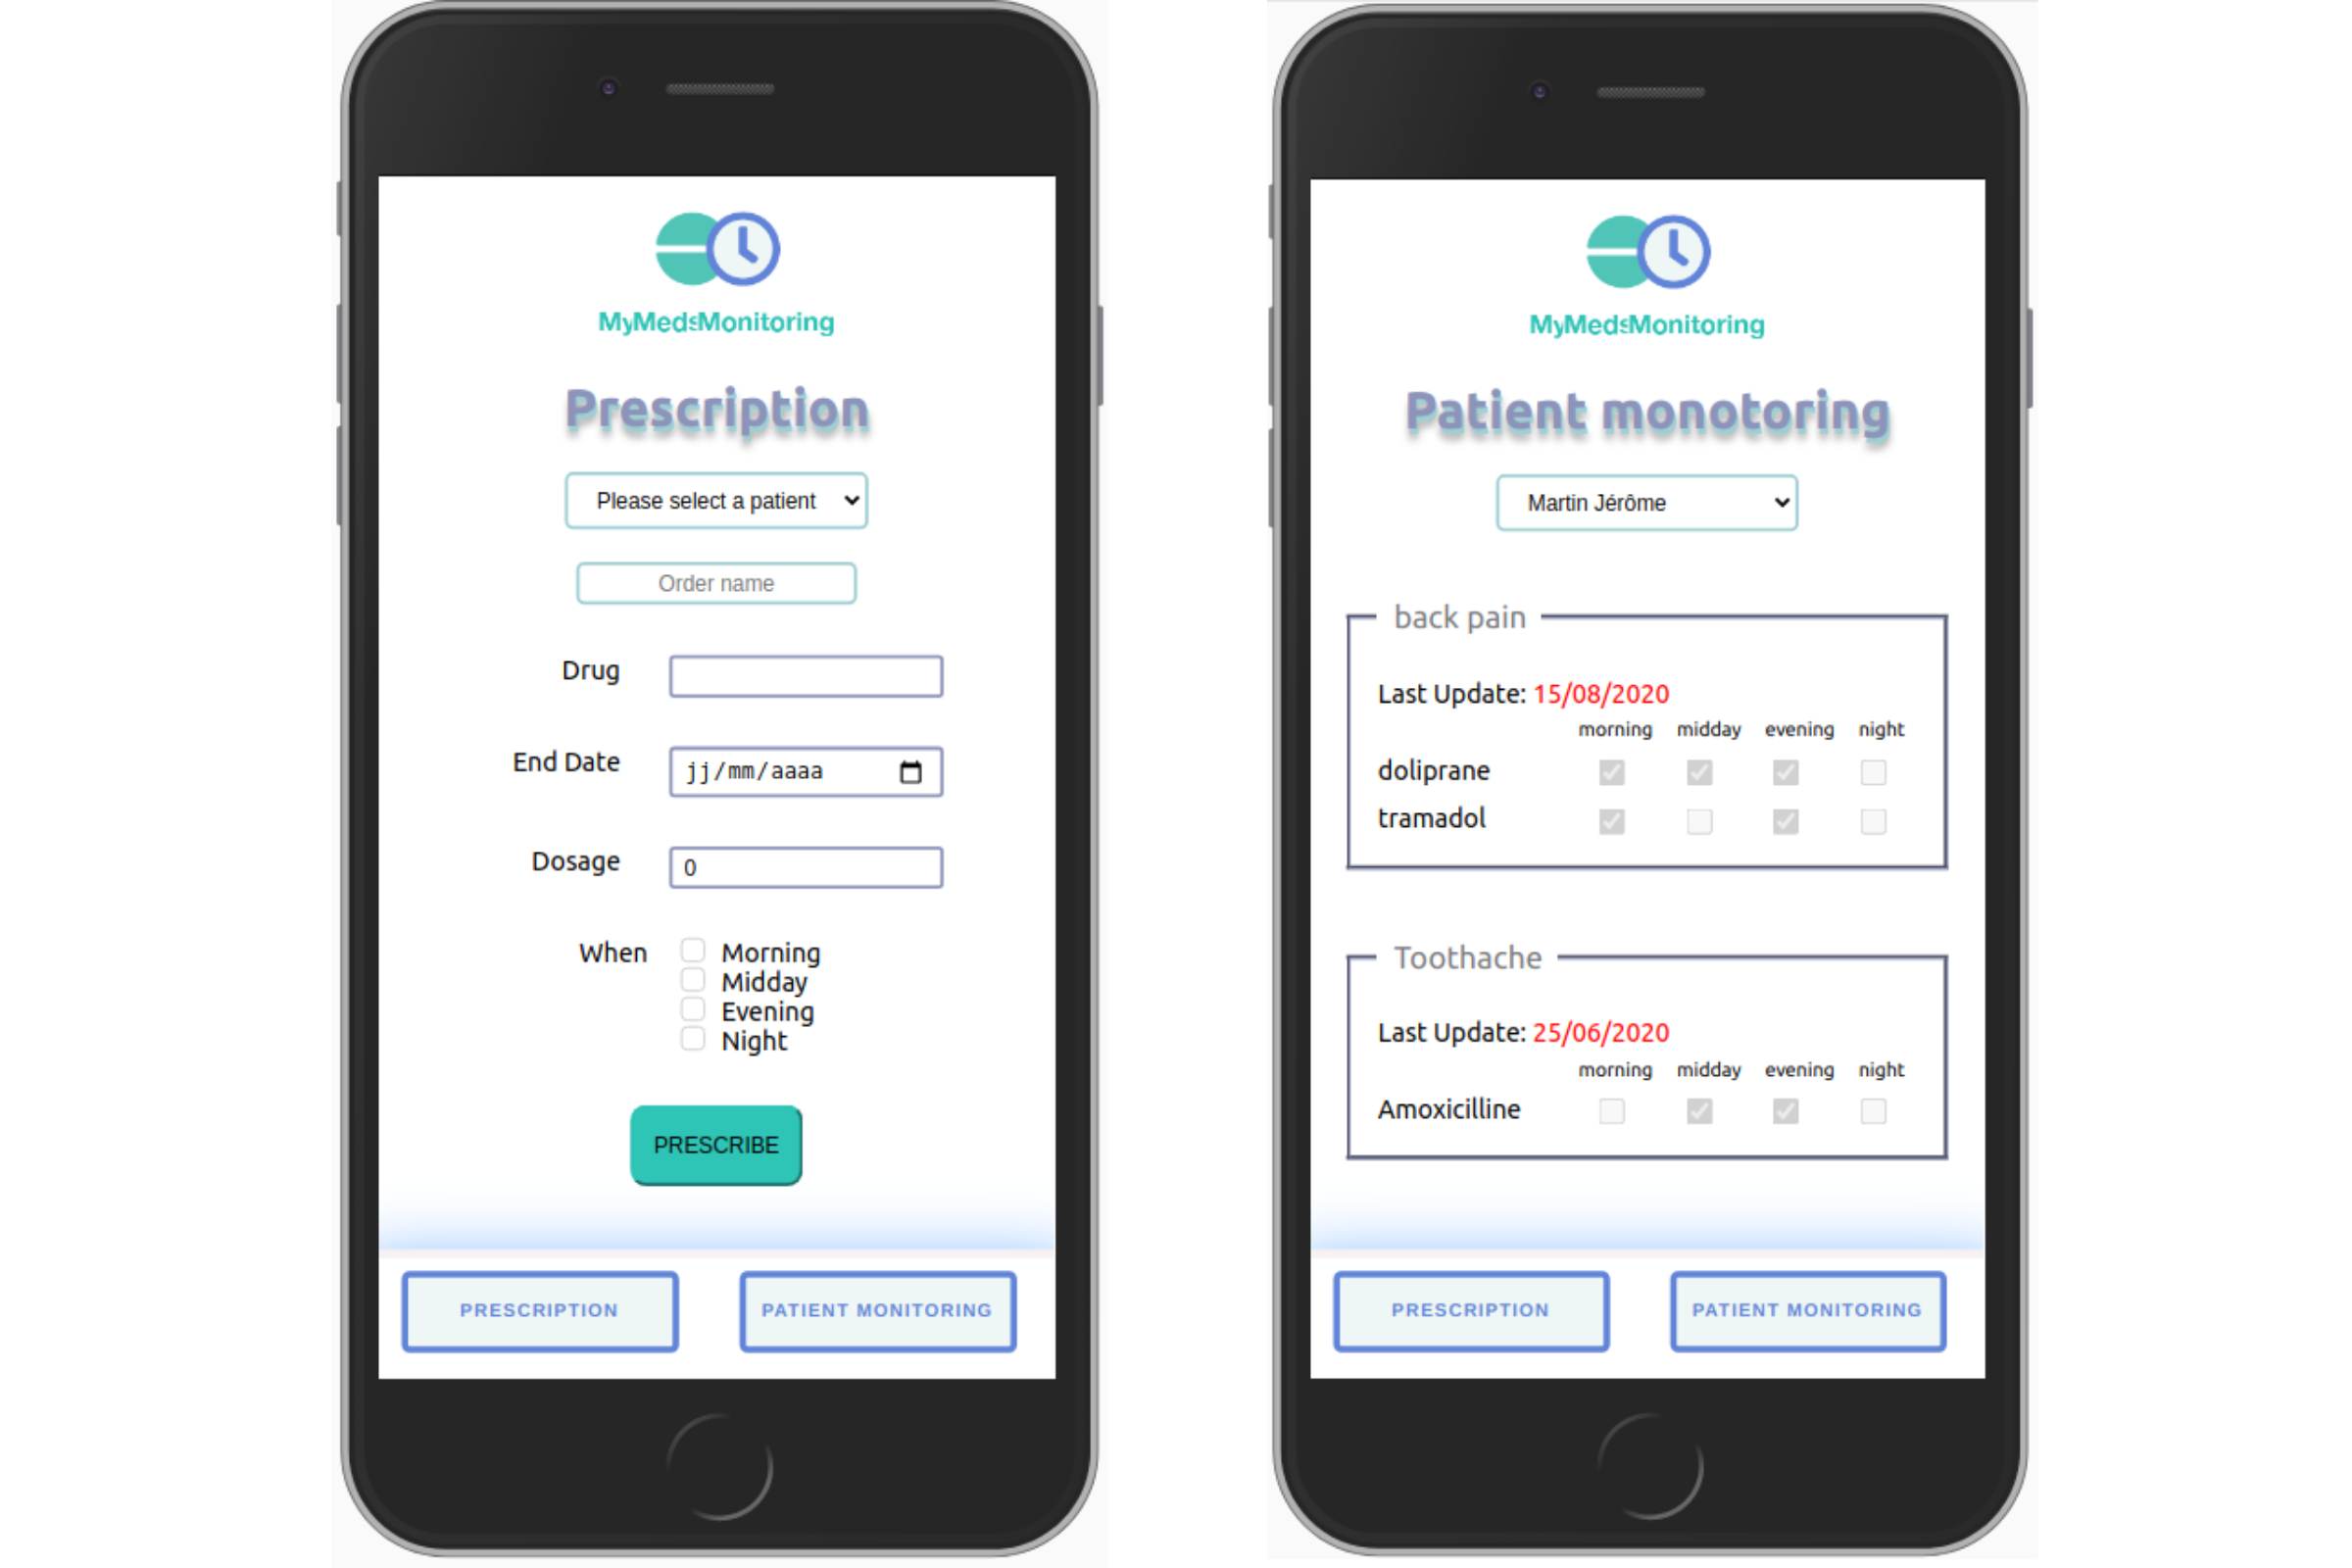 MyMedsMonitoring
Prescription
Please select a patient
Order name
Drug
End Date
jj/mm/aaaa
Dosage
0
When
Morning
Midday
Evening
Night
PRESCRIBE
PRESCRIPTION
PATIENT MONITORING
MyMedsMonitoring
Patient monotoring
Martin Jérôme
back pain
Last Update: 15/08/2020
morning midday evening night
doliprane
tramadol
Toothache
Last Update: 25/06/2020
morning midday evening night
Amoxicilline
PRESCRIPTION
PATIENT MONITORING